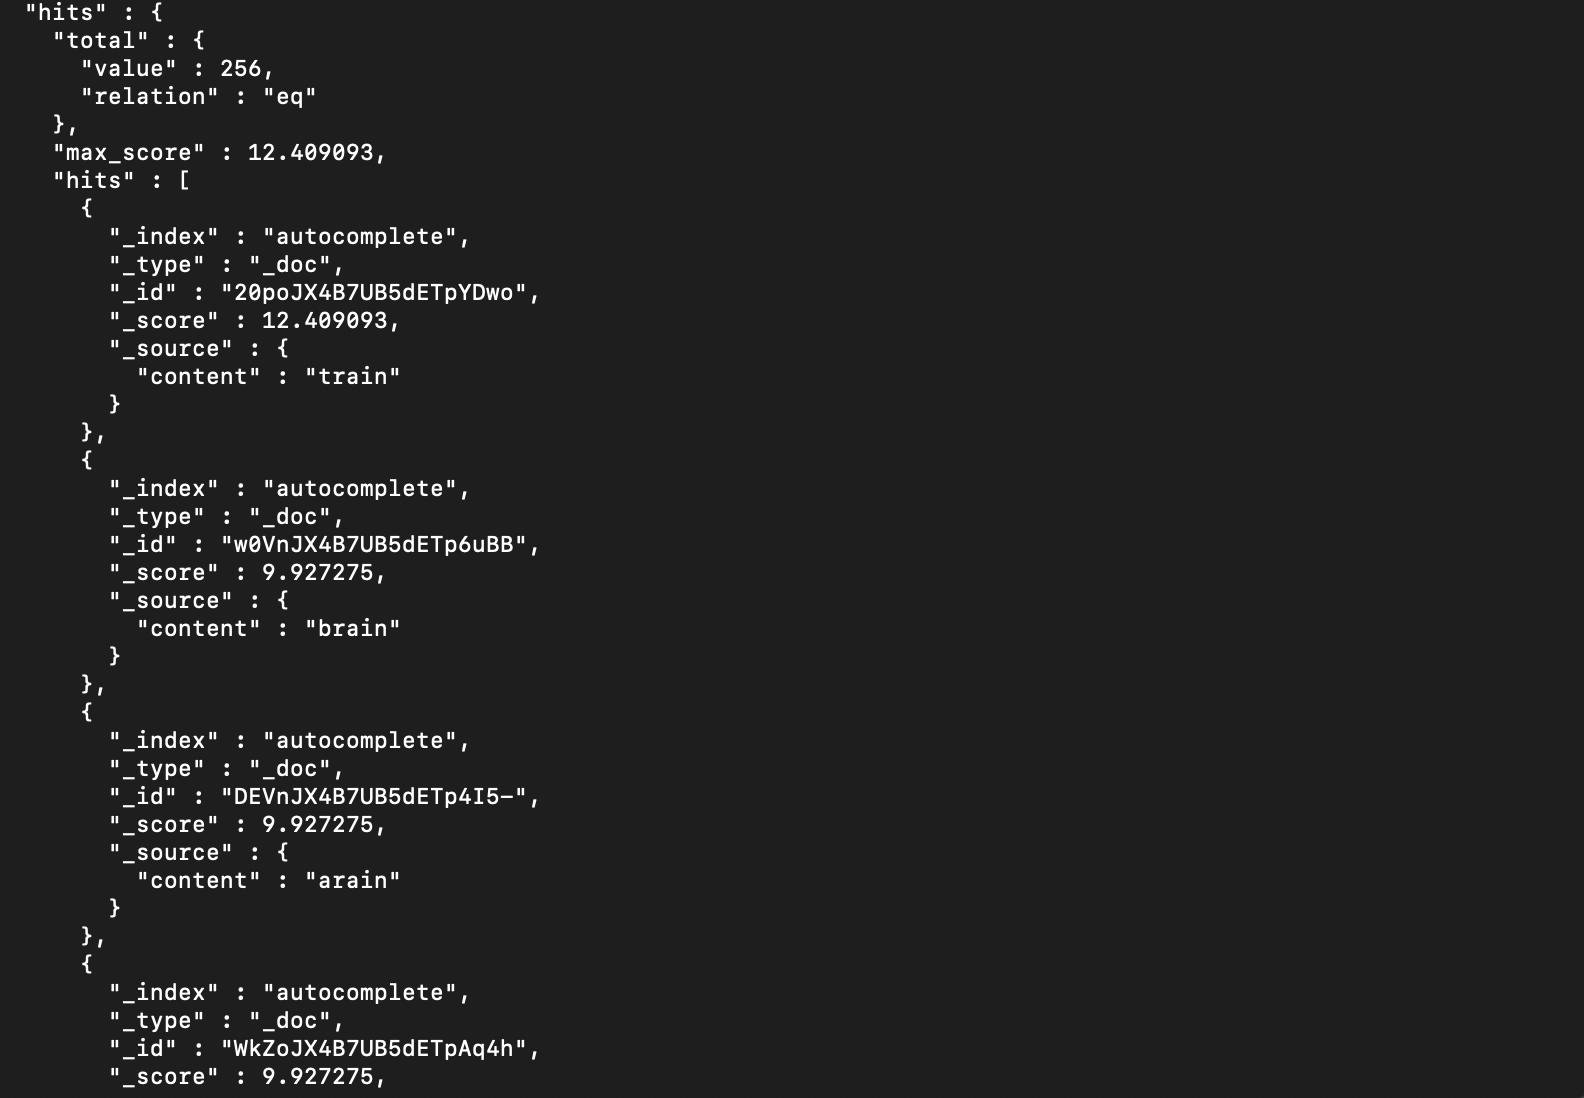 "hits" : {
"total" : {
"value" : 256,
"relation" : "eq"
},
"max_score" : 12.409093,
"hits" : [
{
"_index" : "autocomplete",
"_type" : "_doc",
"_id" : "20poJX4B7UB5dETpYDwo",
"_score" : 12.409093,
"_source" : {
"content" : "train"
}
},
{
"_index" : "autocomplete",
"_type" : "_doc",
"_id" : "w0VnJX4B7UB5dETp6uBB",
"_score" : 9.927275,
"_source" : {
"content" : "brain"
}
},
{
"_index" : "autocomplete",
"_type" : "_doc",
"_id" : "DEVnJX4B7UB5dETp4I5-",
"_score" : 9.927275,
"_source" : {
"content" : "arain"
}
},
{
"_index" : "autocomplete",
"_type" : "_doc",
"_id" : "WkZoJX4B7UB5dETpAq4h",
"_score" : 9.927275,